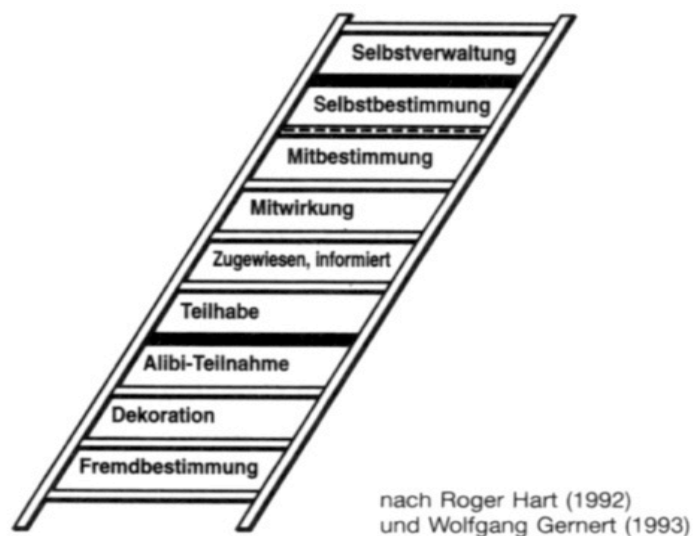 Selbstverwaltung
Selbstbestimmung
Mitbestimmung
Mitwirkung
Zugewiesen, informiert
Teilhabe
Alibi-Teilnahme
Dekoration
Fremdbestimmung
nach Roger Hart (1992)
und Wolfgang Gernert (1993)